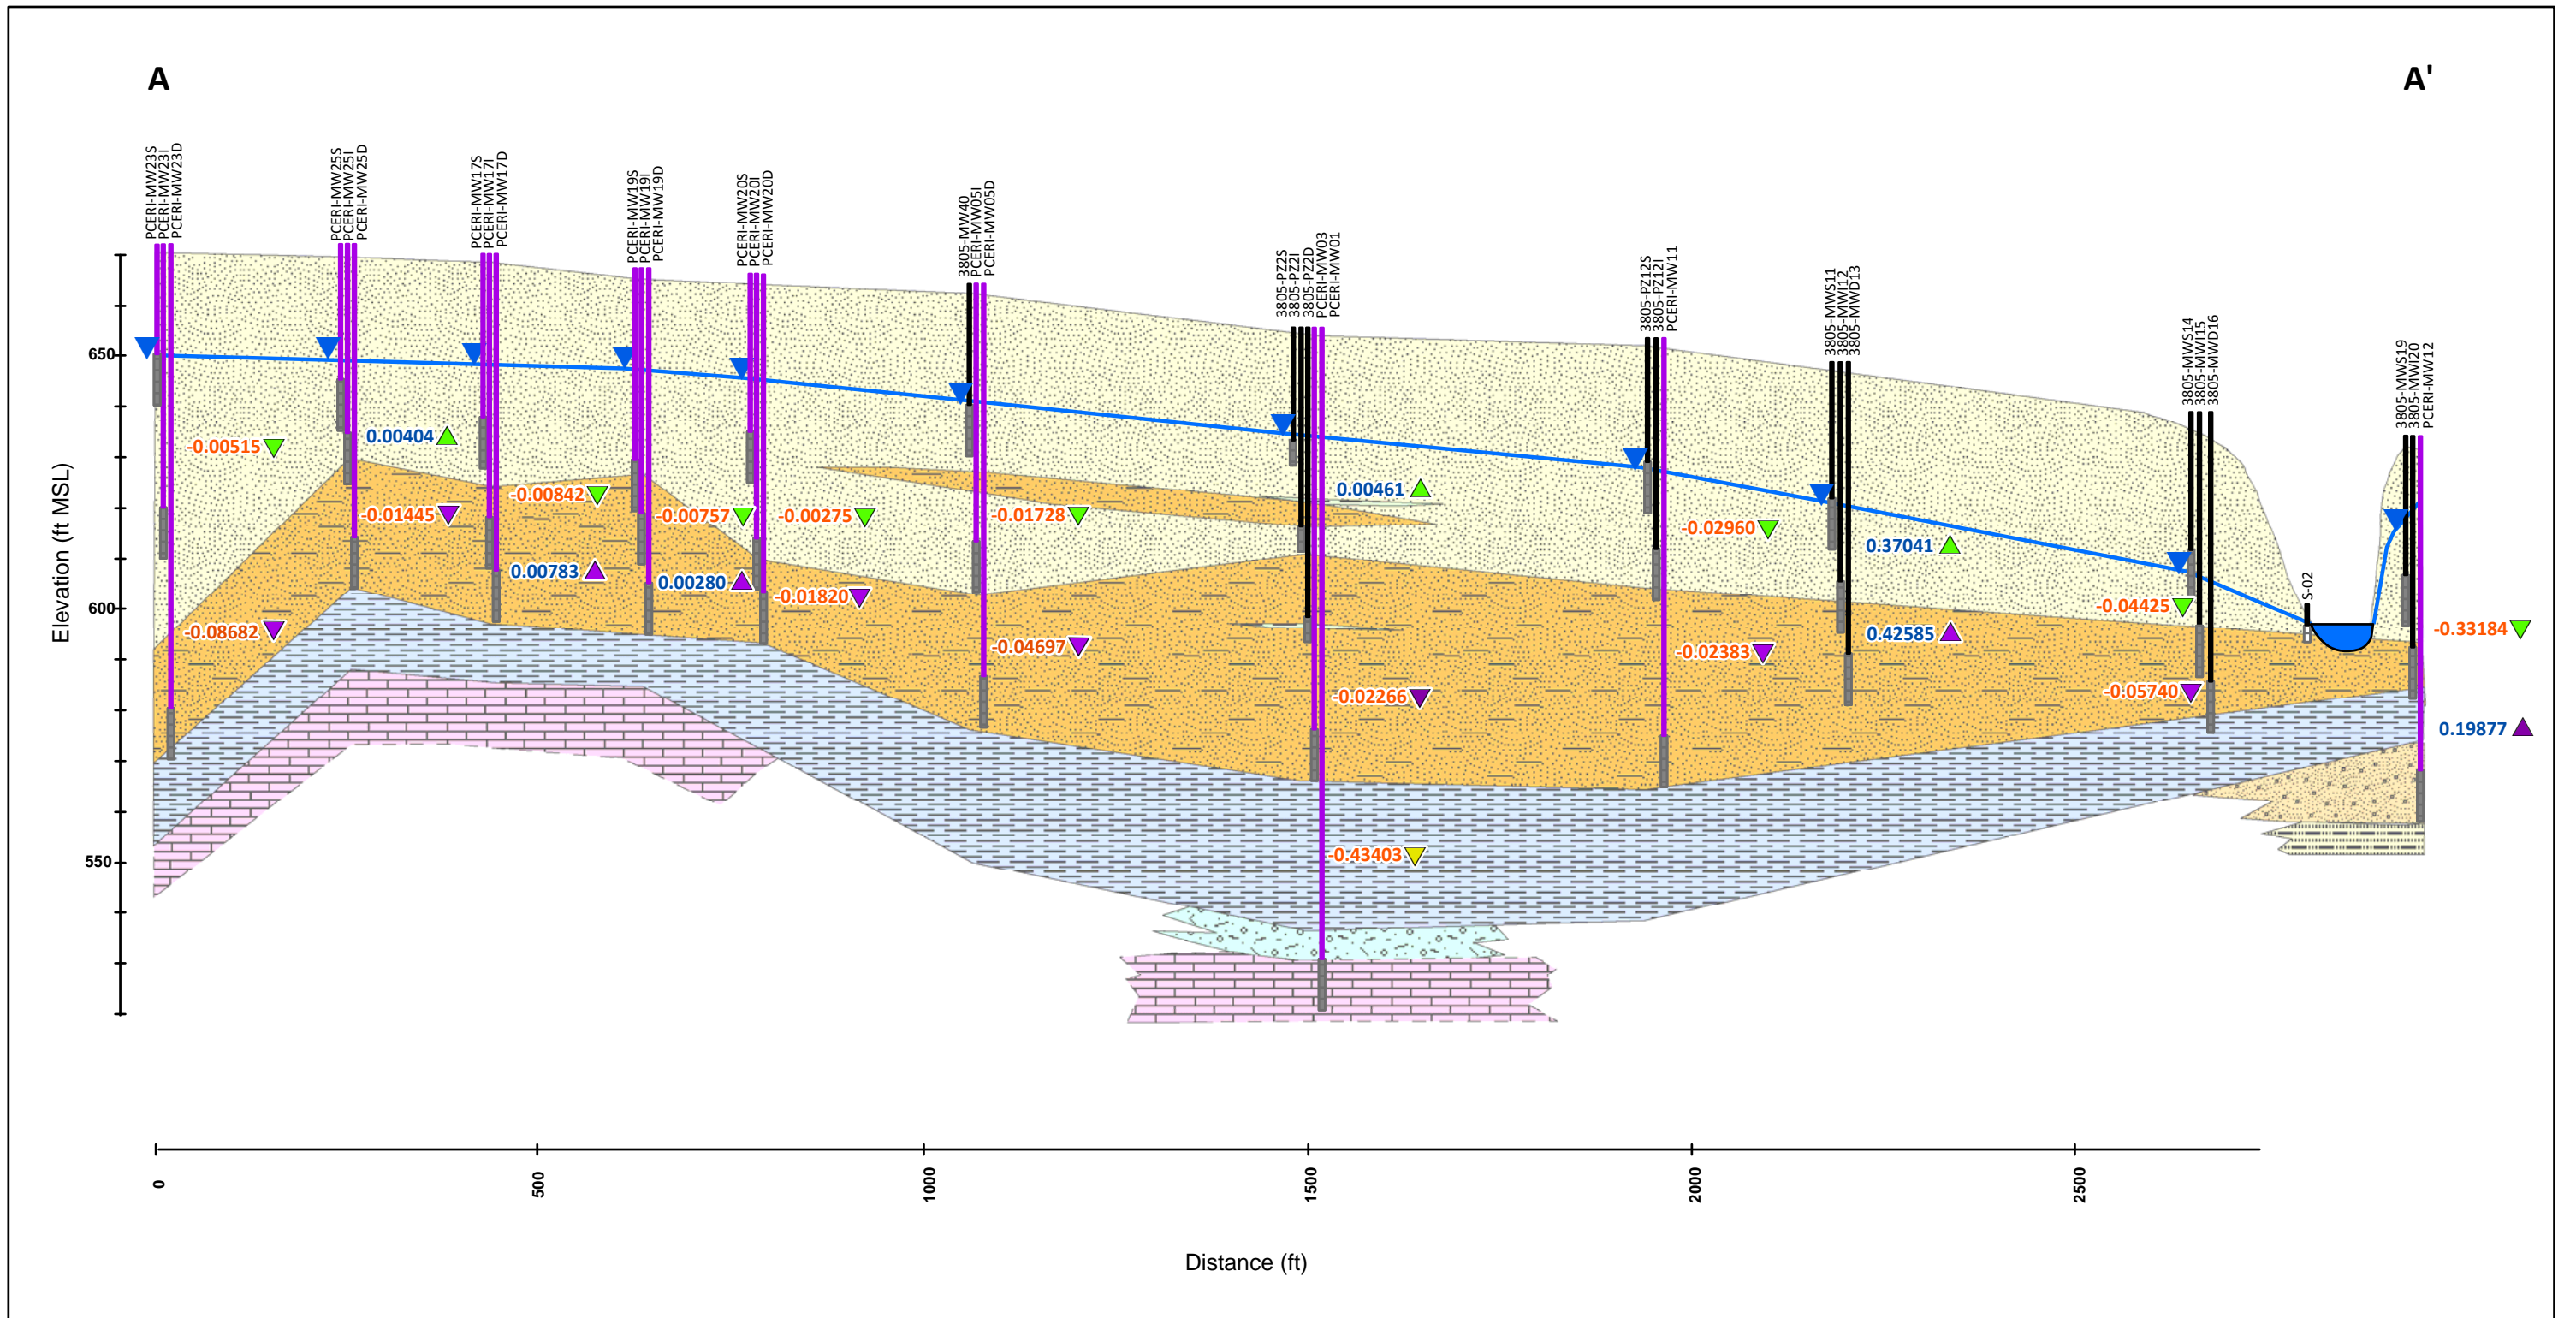 A
A'
PCERI-MW23S
PCERI-MW23I
PCERI-MW23D
PCERI-MW25S
PCERI-MW25I
PCERI-MW25D
PCERI-MW17S
PCERI-MW17I
PCERI-MW17D
PCERI-MW19S
PCERI-MW19I
PCERI-MW19D
PCERI-MW20S
PCERI-MW20I
PCERI-MW20D
3805-MW40
PCERI-MW05I
PCERI-MW05D
3805-PZ2S
3805-PZ2I
3805-PZ2D
PCERI-MW03
PCERI-MW01
3805-PZ12S
3805-PZ12I
PCERI-MW11
3805-MWS11
3805-MWI12
3805-MWD13
3805-MWS14
3805-MWI15
3805-MWD16
S-02
3805-MWS19
3805-MWI20
PCERI-MW12
Elevation (ft MSL)
650
600
550
-0.00515
-0.08682
0.00404
-0.01445
-0.00842
0.00783
-0.00757
0.00280
-0.00275
-0.01820
-0.01728
-0.04697
0.00461
-0.02266
-0.43403
-0.02960
-0.02383
0.37041
0.42585
-0.04425
-0.05740
-0.33184
0.19877
0
500
1000
1500
2000
2500
Distance (ft)